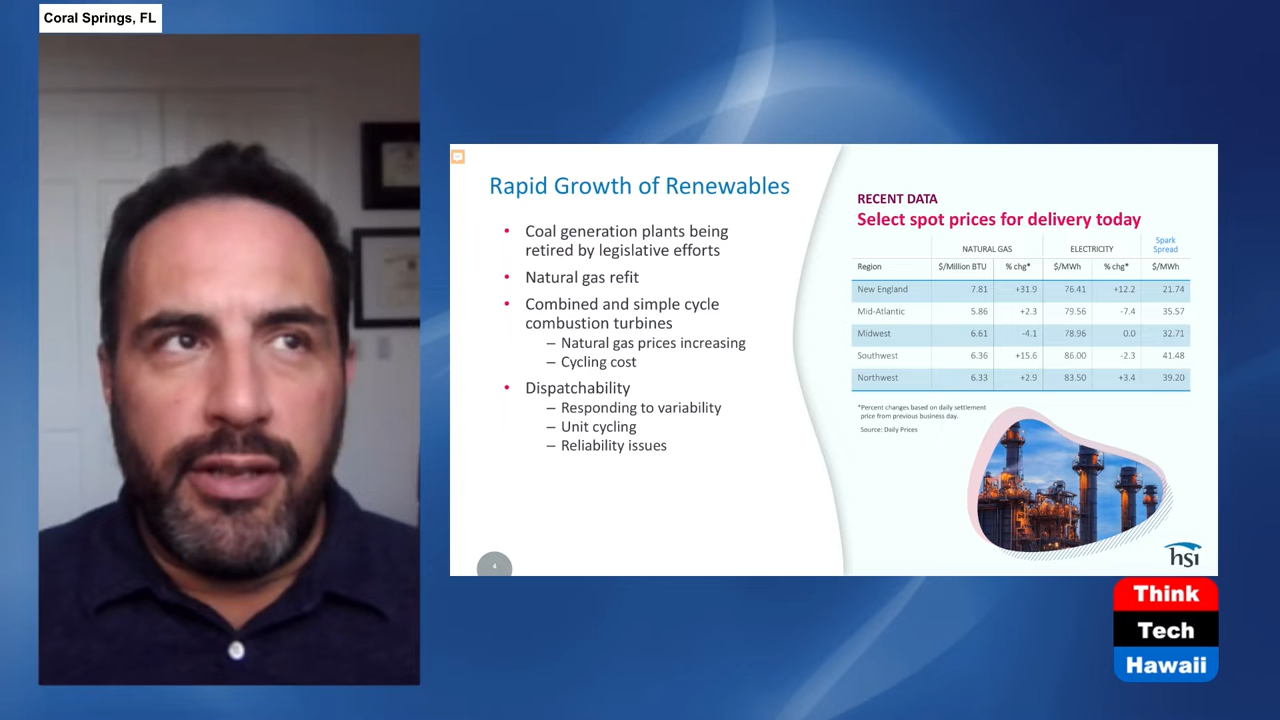 Coral Springs, FL
Rapid Growth of Renewables
• Coal generation plants being
retired by legislative efforts
• Natural gas refit
• Combined and simple cycle
combustion turbines
– Natural gas prices increasing
– Cycling cost
• Dispatchability
– Responding to variability
– Unit cycling
– Reliability issues
4
RECENT DATA
Select spot prices for delivery today
NATURAL GAS ELECTRICITY Spark
Spread
Region $/Million BTU % chg* $/MWh % chg* $/MWh
New England 7.81 +31.9 76.41 +12.2 21.74
Mid-Atlantic 5.86 +2.3 79.56 -7.4 35.57
Midwest 6.61 -4.1 78.96 0.0 32.71
Southwest 6.36 +15.6 86.00 -2.3 41.48
Northwest 6.33 +2.9 83.50 +3.4 39.20
*Percent changes based on daily settlement
price from previous business day.
Source: Daily Prices
hsi
Think
Tech
Hawaii